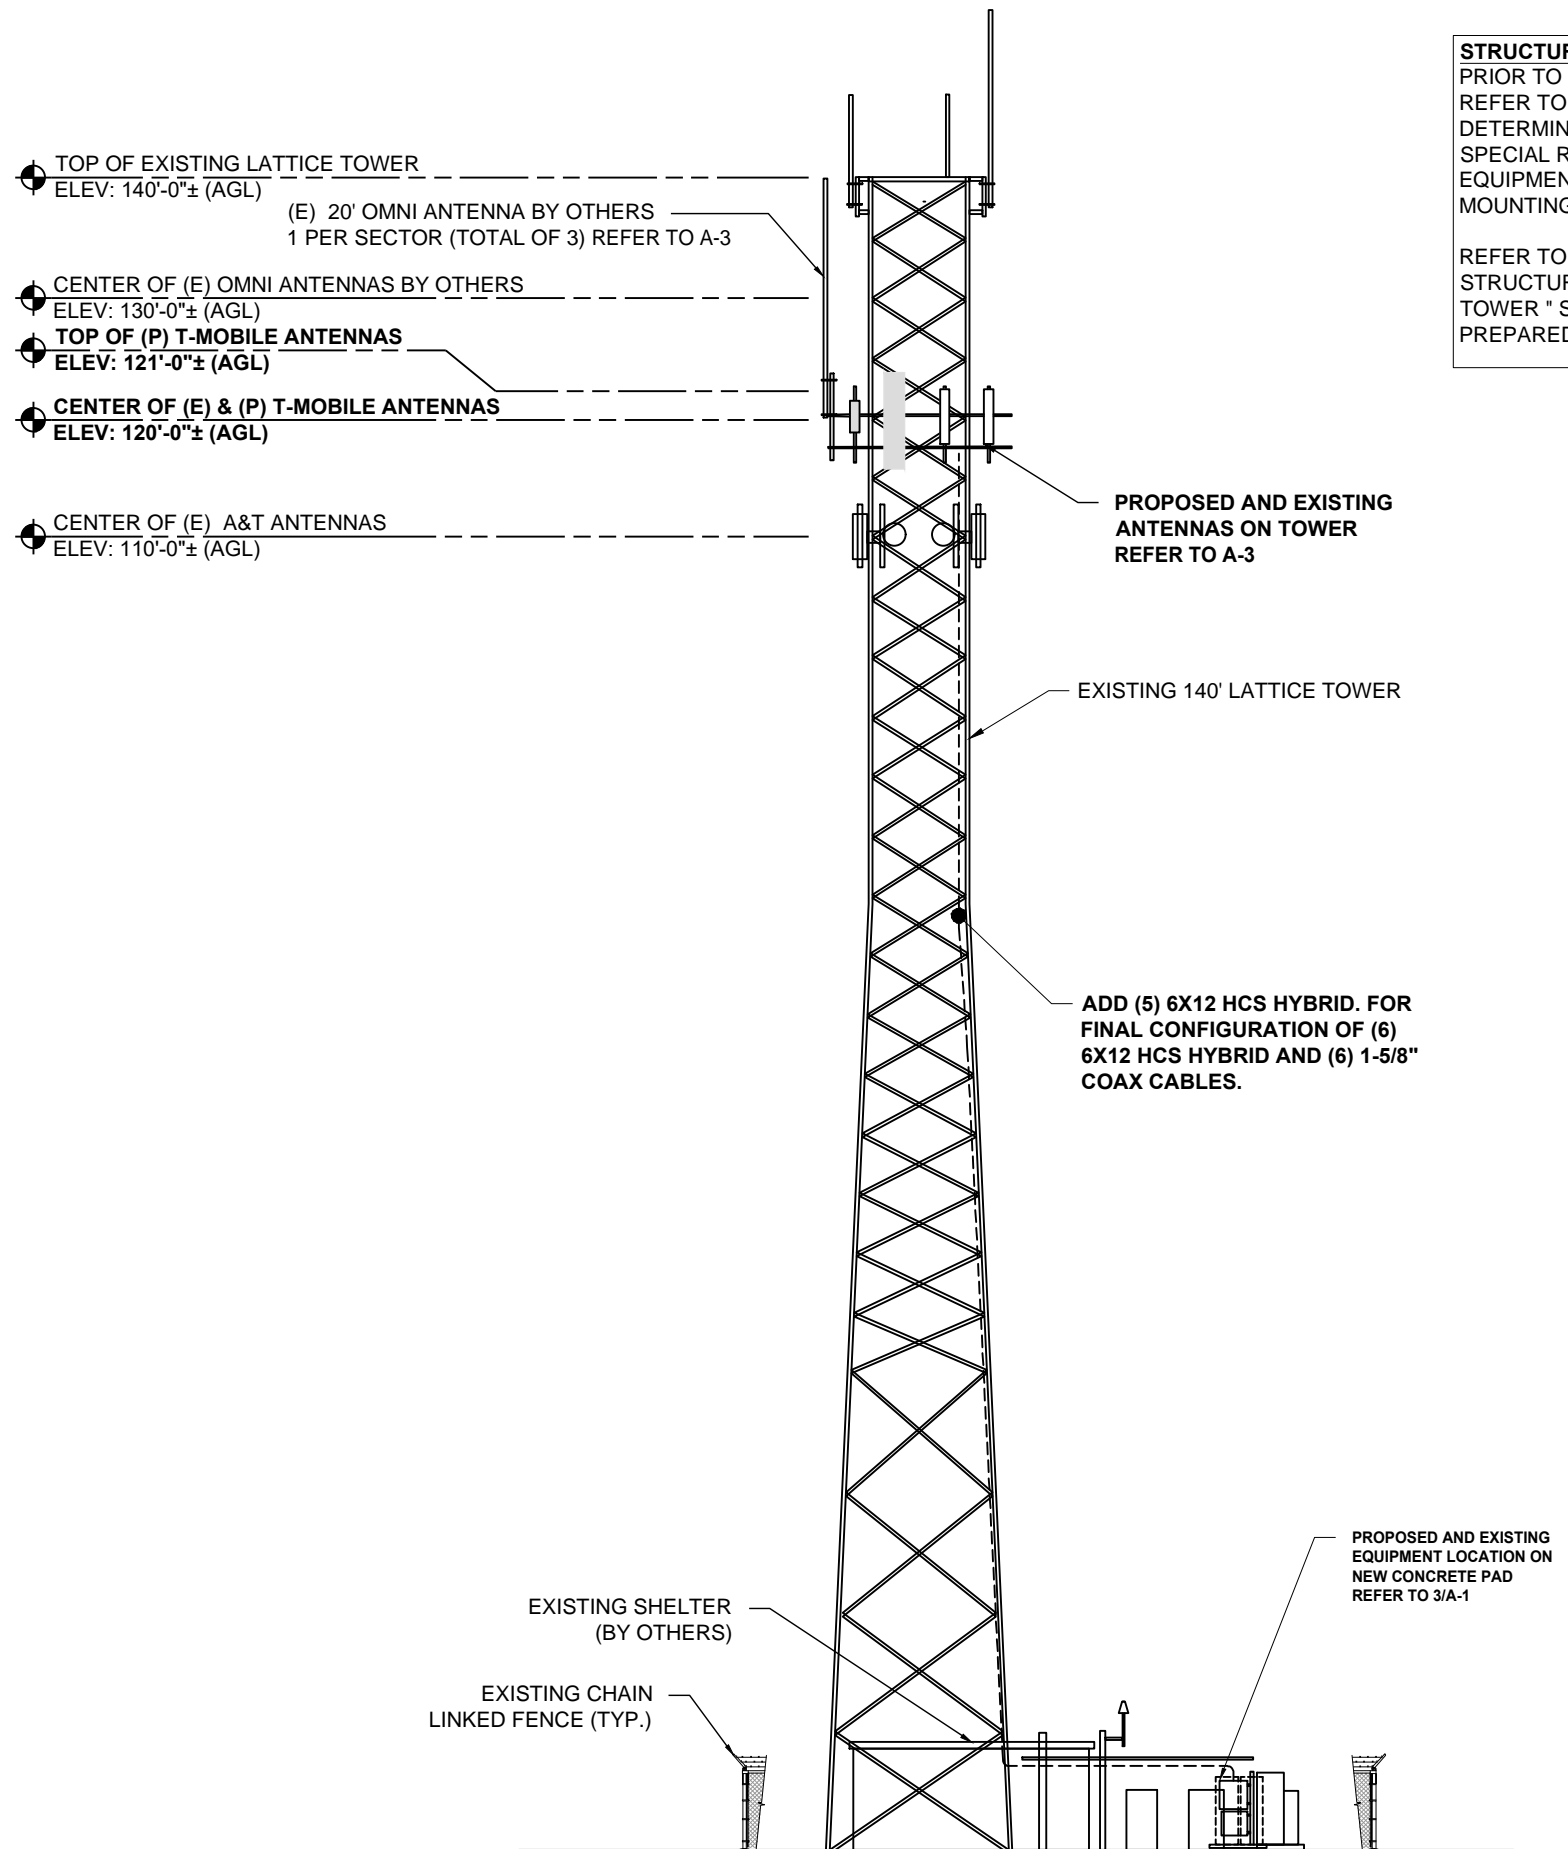 TOP OF EXISTING LATTICE TOWER
ELEV: 140'-0"± (AGL)
(E) 20' OMNI ANTENNA BY OTHERS
1 PER SECTOR (TOTAL OF 3) REFER TO A-3
CENTER OF (E) OMNI ANTENNAS BY OTHERS
ELEV: 130'-0"± (AGL)
TOP OF (P) T-MOBILE ANTENNAS
ELEV: 121'-0"± (AGL)
CENTER OF (E) & (P) T-MOBILE ANTENNAS
ELEV: 120'-0"± (AGL)
CENTER OF (E) A&T ANTENNAS
ELEV: 110'-0"± (AGL)
PRIOR TO
REFER TO
SPECIAL
MOUNTING
REFER TO
TOWER "
PROPOSED AND EXISTING
ANTENNAS ON TOWER
REFER TO A-3
EXISTING 140' LATTICE TOWER
ADD (5) 6X12 HCS HYBRID. FOR
FINAL CONFIGURATION OF (6)
6X12 HCS HYBRID AND (6) 1-5/8"
COAX CABLES.
PROPOSED AND EXISTING
EQUIPMENT LOCATION ON
NEW CONCRETE PAD
REFER TO 3/A-1
EXISTING SHELTER
(BY OTHERS)
EXISTING CHAIN
LINKED FENCE (TYP.)